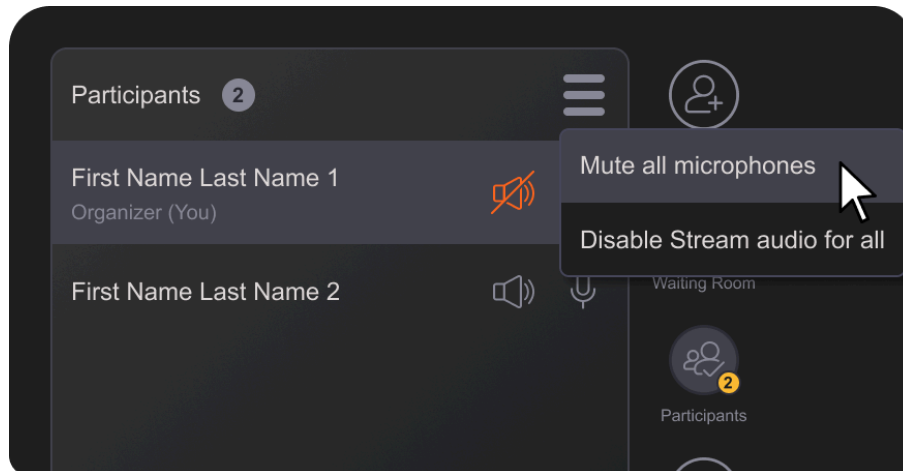 Participants 2
Mute all microphones
First Name Last Name 1
Organizer (You)
Disable Stream audio for all
First Name Last Name 2
Waiting Room
2
Participants